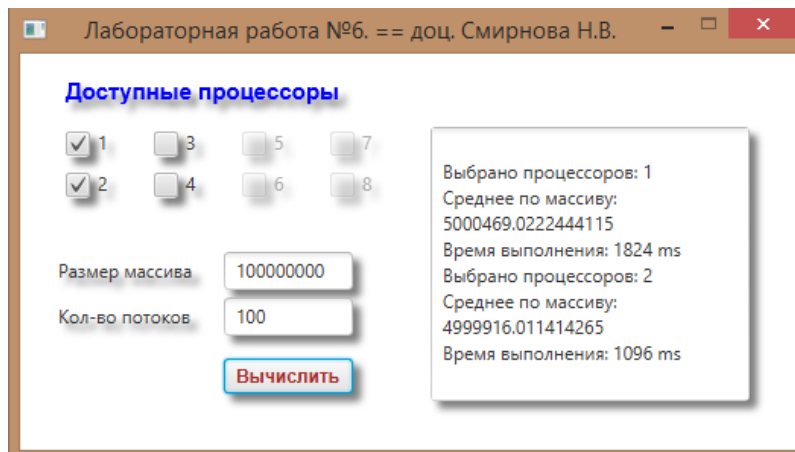 Лабораторная работа №6. == доц. Смирнова Н.В.
Доступные процессоры
1 3 5 7
2 4 6 8
Размер массива 100000000
Кол-во потоков 100
Вычислить
Выбрано процессоров: 1
Среднее по массиву:
5000469.0222444115
Время выполнения: 1824 ms
Выбрано процессоров: 2
Среднее по массиву:
4999916.011414265
Время выполнения: 1096 ms